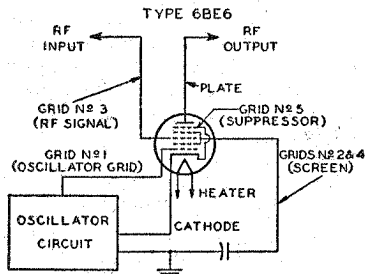 TYPE 6BE6
RF
INPUT
RF
OUTPUT
PLATE
GRID Nº 3
(RF SIGNAL)
GRID Nº 5
(SUPPRESSOR)
GRID Nº 1
(OSCILLATOR GRID)
GRIDS Nº 2&4
(SCREEN)
HEATER
CATHODE
OSCILLATOR
CIRCUIT